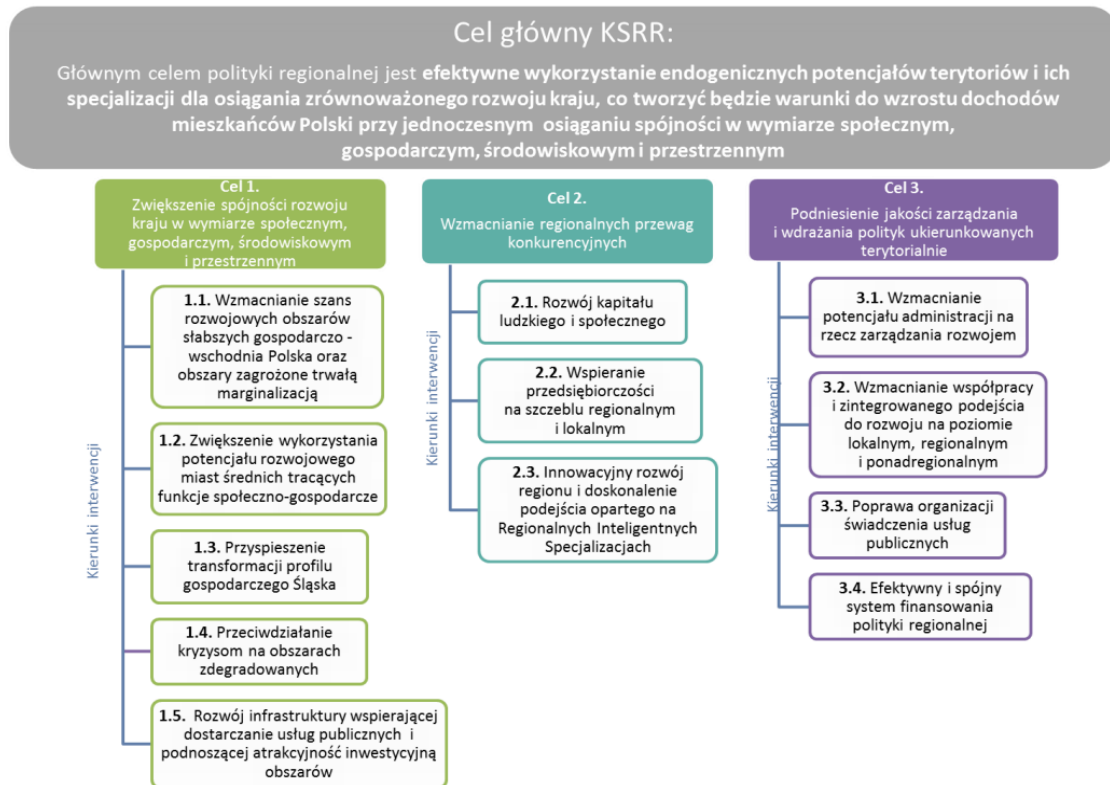 Cel główny KSRR:
Głównym celem polityki regionalnej jest efektywne wykorzystanie endogenicznych potencjałów terytoriów i ich
specjalizacji dla osiągania zrównoważonego rozwoju kraju, co tworzyć będzie warunki do wzrostu dochodów
mieszkańców Polski przy jednoczesnym osiąganiu spójności w wymiarze społecznym,
gospodarczym, środowiskowym i przestrzennym
Cel 1.
Zwiększenie spójności rozwoju
kraju w wymiarze społecznym,
gospodarczym, środowiskowym
i przestrzennym
Kierunki interwencji
1.1. Wzmacnianie szans
rozwojowych obszarów
słabszych gospodarczo -
wschodnia Polska oraz
obszary zagrożone trwałą
marginalizacją
1.2. Zwiększenie wykorzystania
potencjału rozwojowego
miast średnich tracących
funkcje społeczno-gospodarcze
1.3. Przyspieszenie
transformacji profilu
gospodarczego Śląska
1.4. Przeciwdziałanie
kryzysom na obszarach
zdegradowanych
1.5. Rozwój infrastruktury wspierającej
dostarczanie usług publicznych i
podnoszącej atrakcyjność inwestycyjną
obszarów
Cel 2.
Wzmacnianie regionalnych przewag
konkurencyjnych
Kierunki interwencji
2.1. Rozwój kapitału
ludzkiego i społecznego
2.2. Wspieranie
przedsiębiorczości
na szczeblu regionalnym
i lokalnym
2.3. Innowacyjny rozwój
regionu i doskonalenie
podejścia opartego na
Regionalnych Inteligentnych
Specjalizacjach
Cel 3.
Podniesienie jakości zarządzania
i wdrażania polityk ukierunkowanych
terytorialnie
Kierunki interwencji
3.1. Wzmacnianie
potencjału administracji na
rzecz zarządzania rozwojem
3.2. Wzmacnianie współpracy
i zintegrowanego podejścia
do rozwoju na poziomie
lokalnym, regionalnym
i ponadregionalnym
3.3. Poprawa organizacji
świadczenia usług
publicznych
3.4. Efektywny i spójny
system finansowania
polityki regionalnej